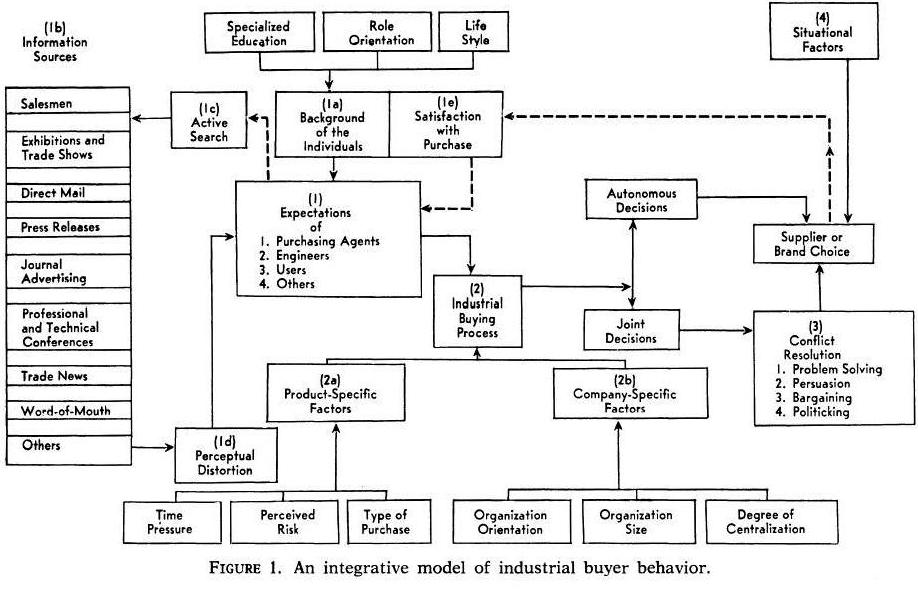 (1b)
Information
Sources
Salesmen
Exhibitions and
Trade Shows
Direct Mail
Press Releases
Journal
Advertising
Professional
and Technical
Conferences
Trade News
Word-of-Mouth
Others
Specialized
Education
Role
Orientation
Life
Style
(4)
Situational
Factors
(1c)
Active
Search
(1a)
Background
of the
Individuals
(1e)
Satisfaction
with
Purchase
(1)
Expectations
of
1. Purchasing Agents
2. Engineers
3. Users
4. Others
Autonomous
Decisions
Supplier or
Brand Choice
(2)
Industrial
Buying
Process
Joint
Decisions
(3)
Conflict
Resolution
1. Problem Solving
2. Persuasion
3. Bargaining
4. Politicking
(2a)
Product-Specific
Factors
(2b)
Company-Specific
Factors
(1d)
Perceptual
Distortion
Time
Pressure
Perceived
Risk
Type of
Purchase
Organization
Orientation
Organization
Size
Degree of
Centralization
FIGURE 1. An integrative model of industrial buyer behavior.